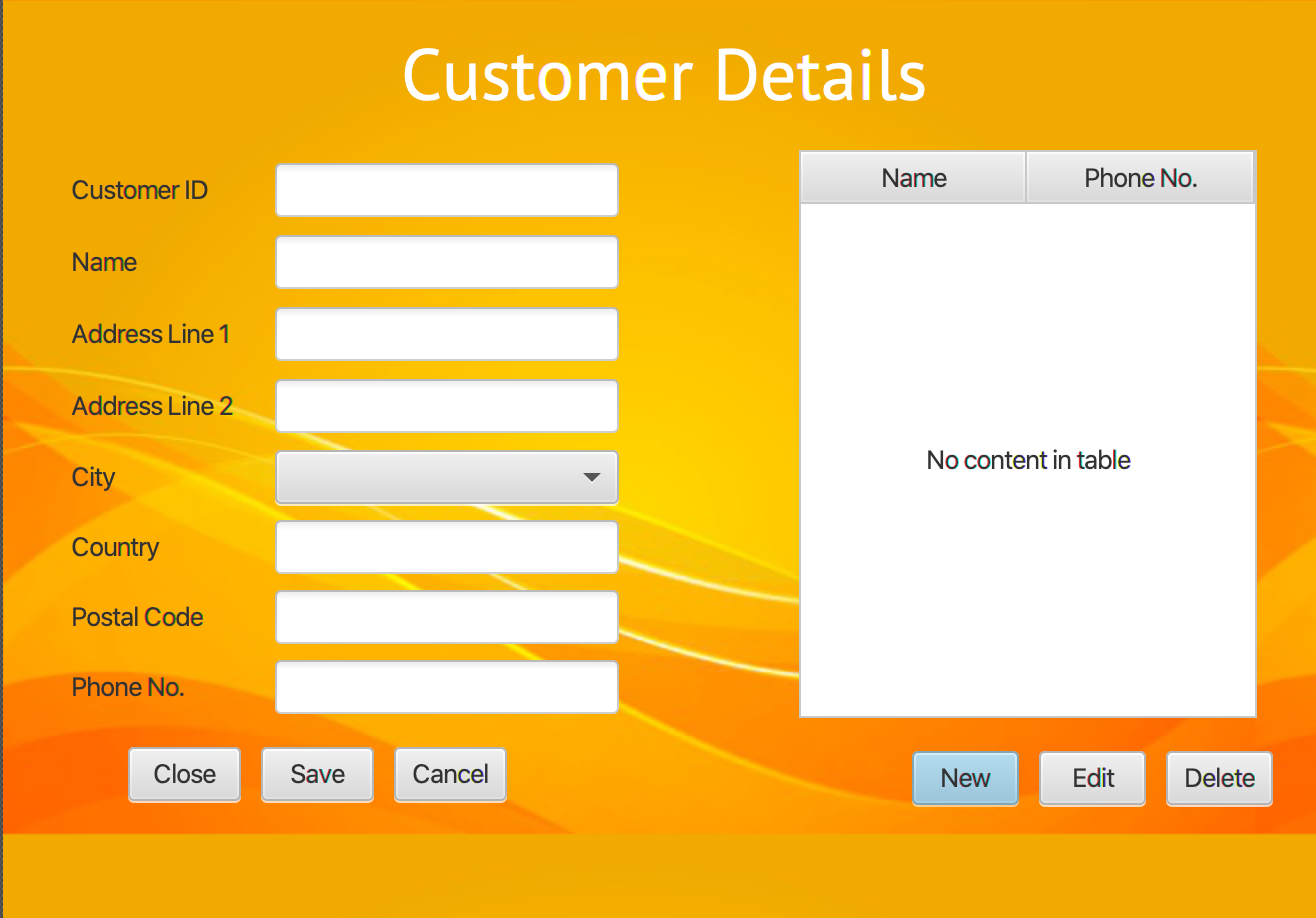 Customer Details
Customer ID
Name
Address Line 1
Address Line 2
City
Country
Postal Code
Phone No.
Close Save Cancel
Name Phone No.
No content in table
New Edit Delete